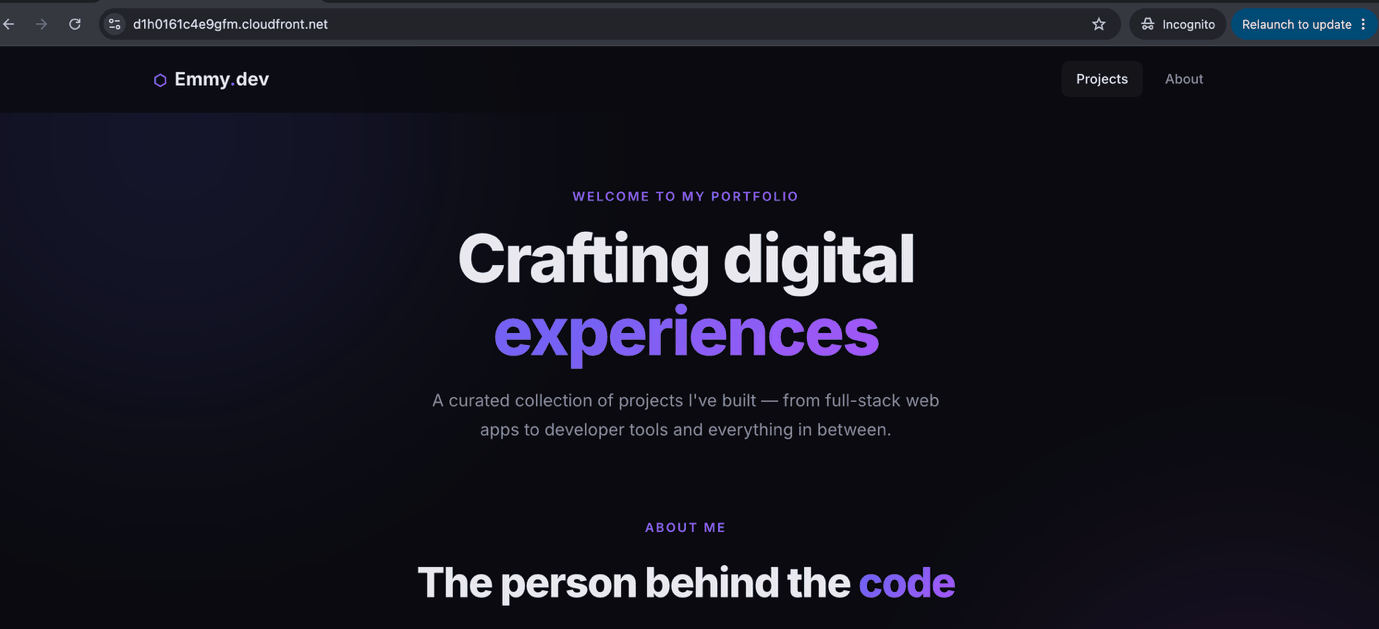 d1h0161c4e9gfm.cloudfront.net
Incognito
Relaunch to update
Emmy.dev
Projects
About
WELCOME TO MY PORTFOLIO
Crafting digital
experiences
A curated collection of projects I've built — from full-stack web
apps to developer tools and everything in between.
ABOUT ME
The person behind the code